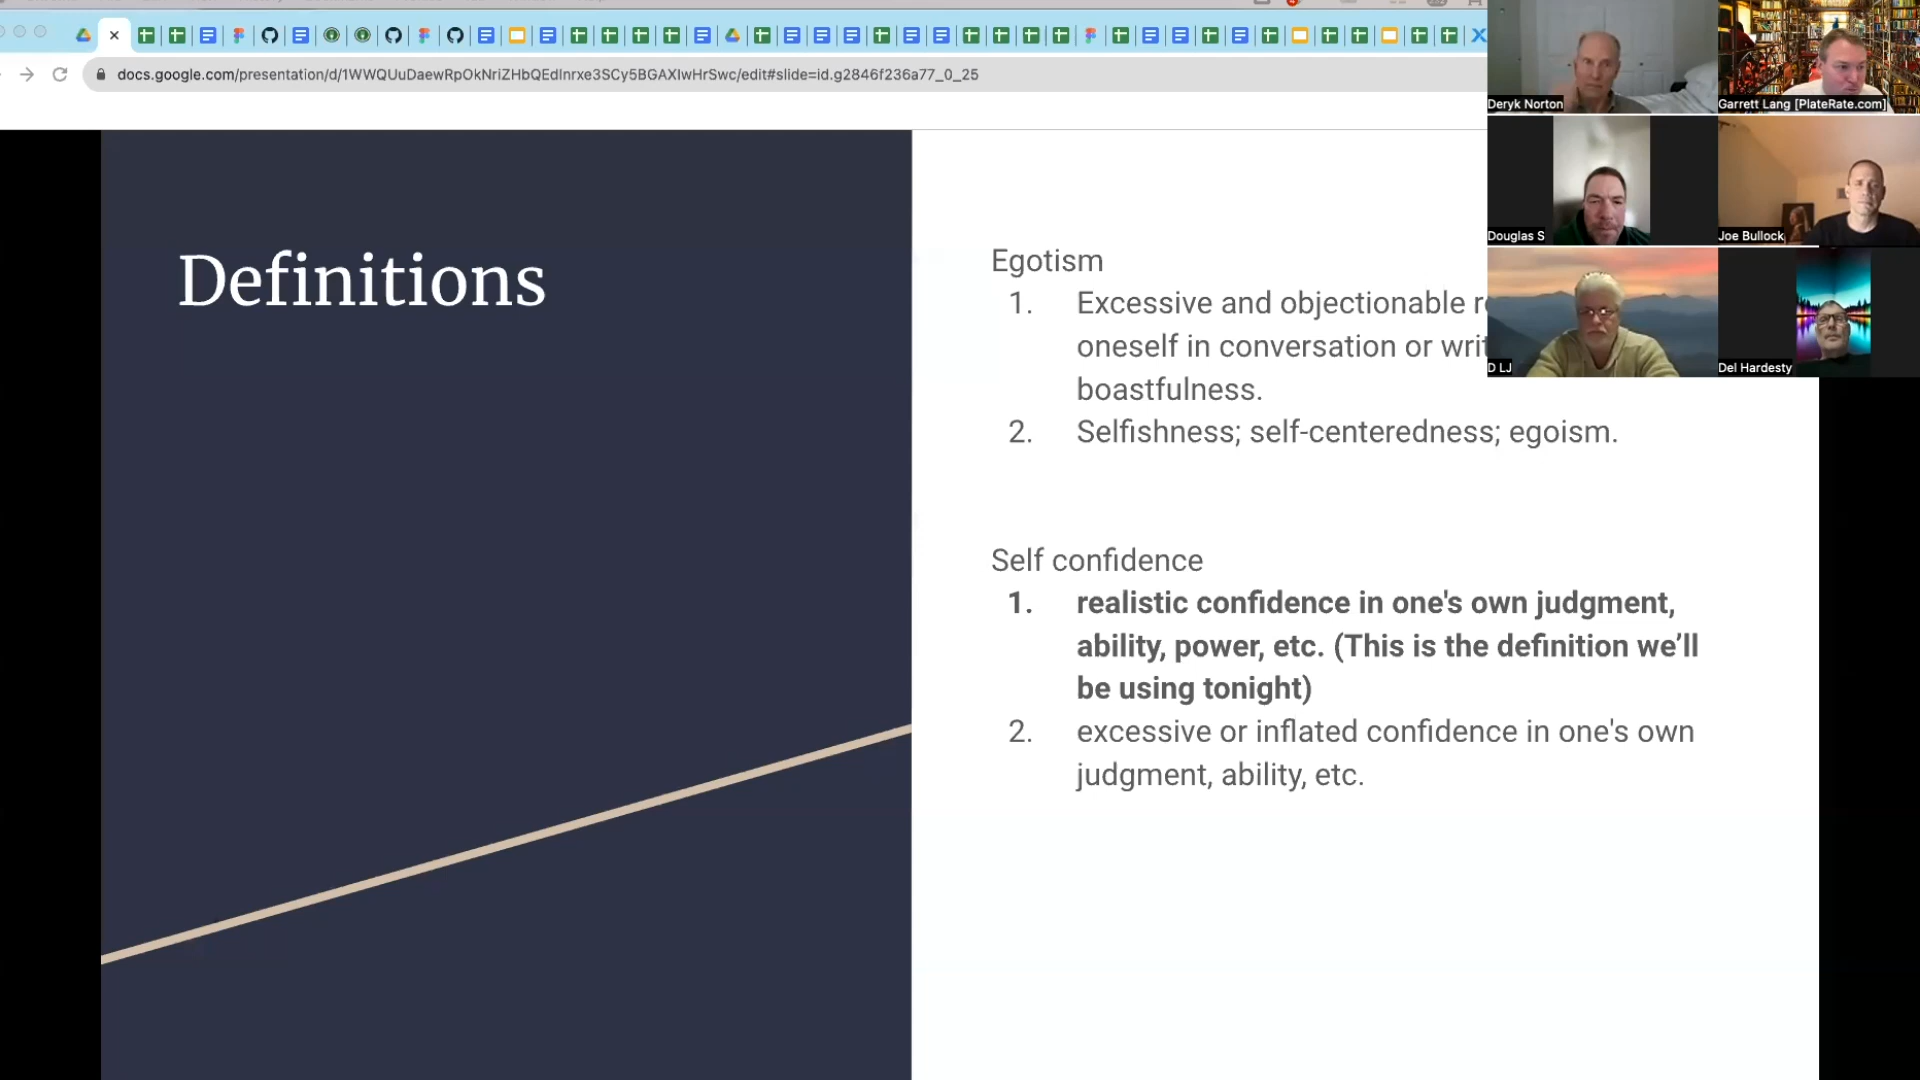 docs.google.com/presentation/d/1WWQUuDaewRpOkNriZHbQEdlnrxe3SCy5BGAXIwHrSwc/edit#slide=id.g2846f236a77_0_25
Deryk Norton
Garrett Lang [PlateRate.com]
Douglas S
Joe Bullock
D LJ
Del Hardesty
Definitions
Egotism
1. Excessive and objectionable
oneself in conversation or
boastfulness.
2. Selfishness; self-centeredness; egoism.
Self confidence
1. realistic confidence in one's own judgment,
ability, power, etc. (This is the definition we’ll
be using tonight)
2. excessive or inflated confidence in one's own
judgment, ability, etc.